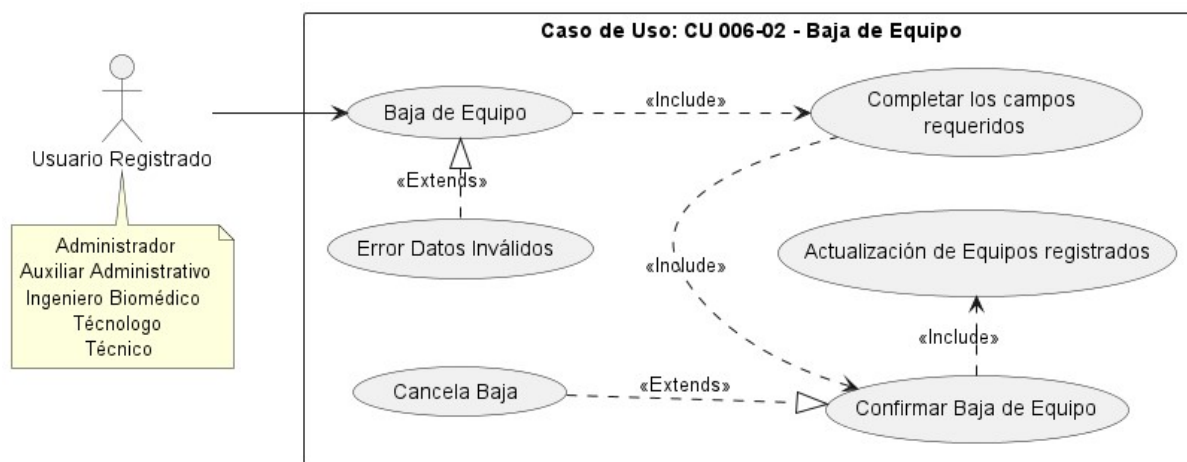 Caso de Uso: CU 006-02 - Baja de Equipo
Usuario Registrado
Administrador
Auxiliar Administrativo
Ingeniero Biomédico
Técnologo
Técnico
Baja de Equipo
«Include»
Completar los campos
requeridos
«Extends»
Error Datos Inválidos
«Include»
Actualización de Equipos registrados
«Include»
Cancela Baja
«Extends»
Confirmar Baja de Equipo